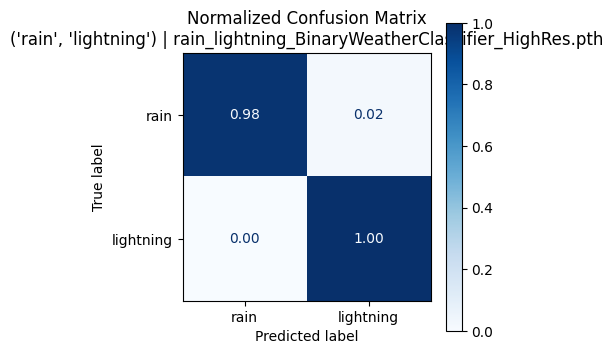 Normalized Confusion Matrix
('rain', 'lightning') | rain_lightning_BinaryWeatherClassifier_HighRes.pth
True label
rain
0.98
0.02
lightning
0.00
1.00
rain
lightning
Predicted label
1.0
0.8
0.6
0.4
0.2
0.0